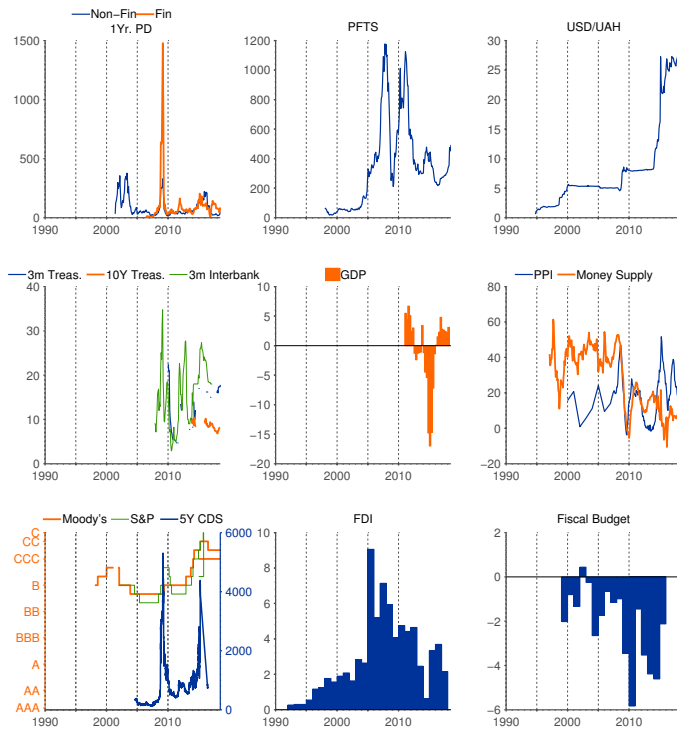 Non-Fin Fin
1Yr. PD
PFTS
USD/UAH
1500
1000
500
0
1990 2000 2010
1200
1000
800
600
400
200
0
1990 2000 2010
30
25
20
15
10
5
0
1990 2000 2010
3m Treas. 10Y Treas. 3m Interbank
GDP
PPI Money Supply
40
30
20
10
0
1990 2000 2010
10
5
0
-5
-10
-15
-20
1990 2000 2010
80
60
40
20
0
-20
1990 2000 2010
Moody's S&P 5Y CDS
FDI
Fiscal Budget
C
CC
CCC
B
BB
BBB
A
AA
AAA
6000
4000
2000
0
1990 2000 2010
10
8
6
4
2
0
1990 2000 2010
2
0
-2
-4
-6
1990 2000 2010